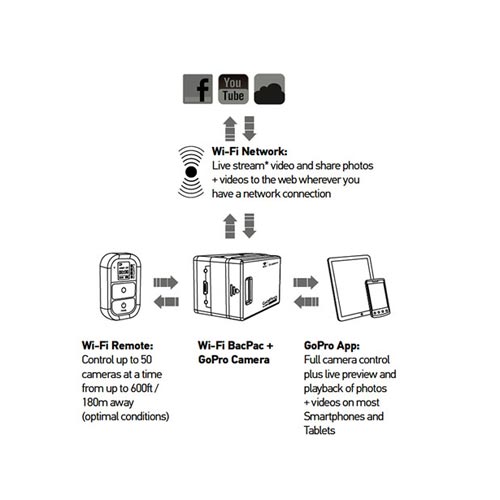 f
You
Tube
Wi-Fi Network:
Live stream* video and share photos
+ videos to the web wherever you
have a network connection
Wi-Fi Remote:
Control up to 50
cameras at a time
from up to 600ft /
180m away
(optimal conditions)
Wi-Fi BacPac +
GoPro Camera
GoPro App:
Full camera control
plus live preview and
playback of photos
+ videos on most
Smartphones and
Tablets